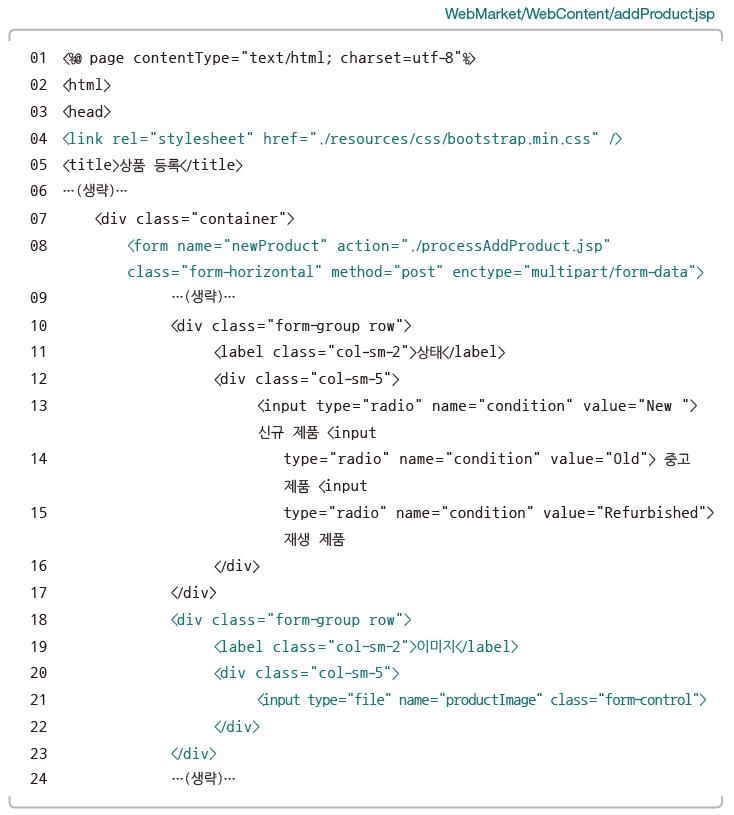 WebMarket/WebContent/addProduct.jsp
01 <%@ page contentType="text/html; charset=utf-8"%>
02 <html>
03 <head>
04 <link rel="stylesheet" href="./resources/css/bootstrap.min.css" />
05 <title>상품 등록</title>
06 …(생략)…
07 <div class="container">
08 <form name="newProduct" action="./processAddProduct.jsp"
class="form-horizontal" method="post" enctype="multipart/form-data">
09 …(생략)…
10 <div class="form-group row">
11 <label class="col-sm-2">상태</label>
12 <div class="col-sm-5">
13 <input type="radio" name="condition" value="New ">
신규 제품 <input
14 type="radio" name="condition" value="Old"> 중고
제품 <input
15 type="radio" name="condition" value="Refurbished">
재생 제품
16 </div>
17 </div>
18 <div class="form-group row">
19 <label class="col-sm-2">이미지</label>
20 <div class="col-sm-5">
21 <input type="file" name="productImage" class="form-control">
22 </div>
23 </div>
24 …(생략)…